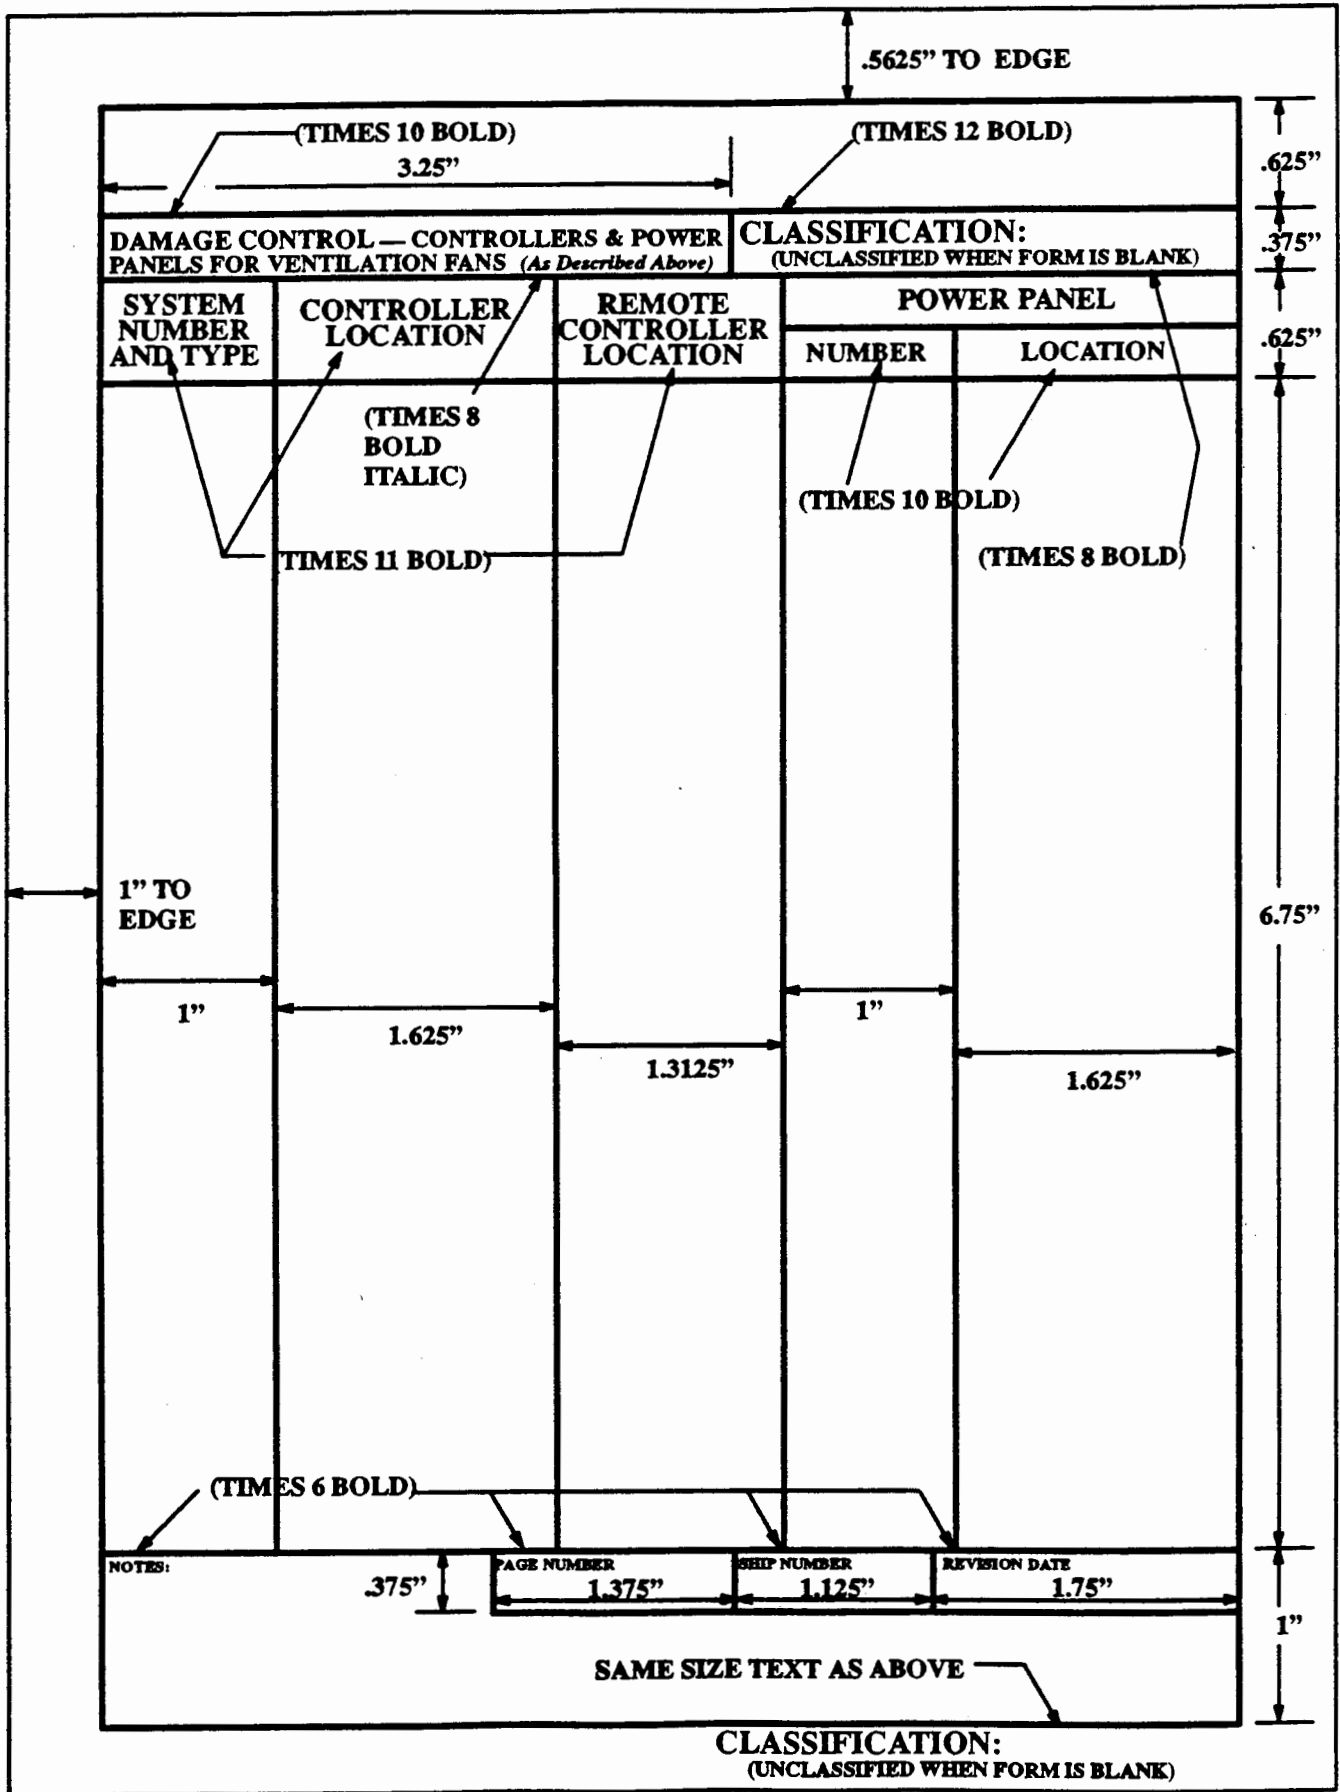 .5625” TO EDGE
(TIMES 10 BOLD)
(TIMES 12 BOLD)
3.25”
.625”
DAMAGE CONTROL — CONTROLLERS & POWER
PANELS FOR VENTILATION FANS (As Described Above)
CLASSIFICATION:
(UNCLASSIFIED WHEN FORM IS BLANK)
.375”
SYSTEM
NUMBER
AND TYPE
CONTROLLER
LOCATION
REMOTE
CONTROLLER
LOCATION
POWER PANEL
NUMBER
LOCATION
.625”
(TIMES 8
BOLD
ITALIC)
(TIMES 10 BOLD)
(TIMES 11 BOLD)
(TIMES 8 BOLD)
1” TO
EDGE
6.75”
1”
1.625”
1.3125”
1”
1.625”
(TIMES 6 BOLD)
NOTES:
.375”
PAGE NUMBER
1.375”
SHIP NUMBER
1.125”
REVISION DATE
1.75”
1”
SAME SIZE TEXT AS ABOVE
CLASSIFICATION:
(UNCLASSIFIED WHEN FORM IS BLANK)